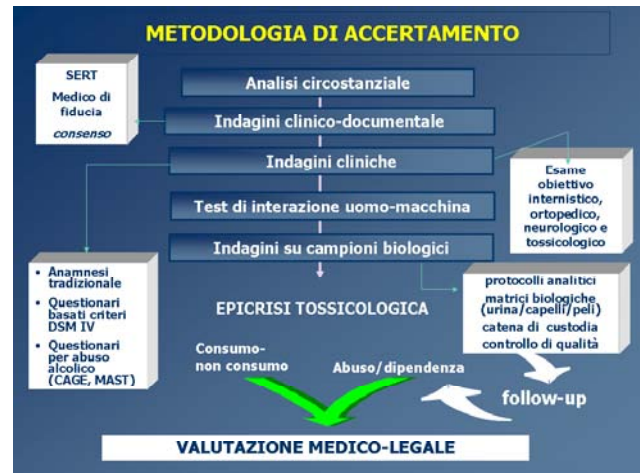 METODOLOGIA DI ACCERTAMENTO
SERT
Medico di
fiducia
consenso
Analisi circostanziale
Indagini clinico-documentale
Indagini cliniche
Test di interazione uomo-macchina
Indagini su campioni biologici
Esame
obiettivo
internistico,
ortopedico,
neurologico e
tossicologico
• Anamnesi
tradizionale
• Questionari
basati criteri
DSM IV
• Questionari
per abuso
alcolico
(CAGE, MAST)
protocolli analitici
matrici biologiche
(urina/capelli/peli)
catena di custodia
controllo di qualità
EPICRISI TOSSICOLOGICA
Consumo-
non consumo
Abuso/dipendenza
follow-up
VALUTAZIONE MEDICO-LEGALE